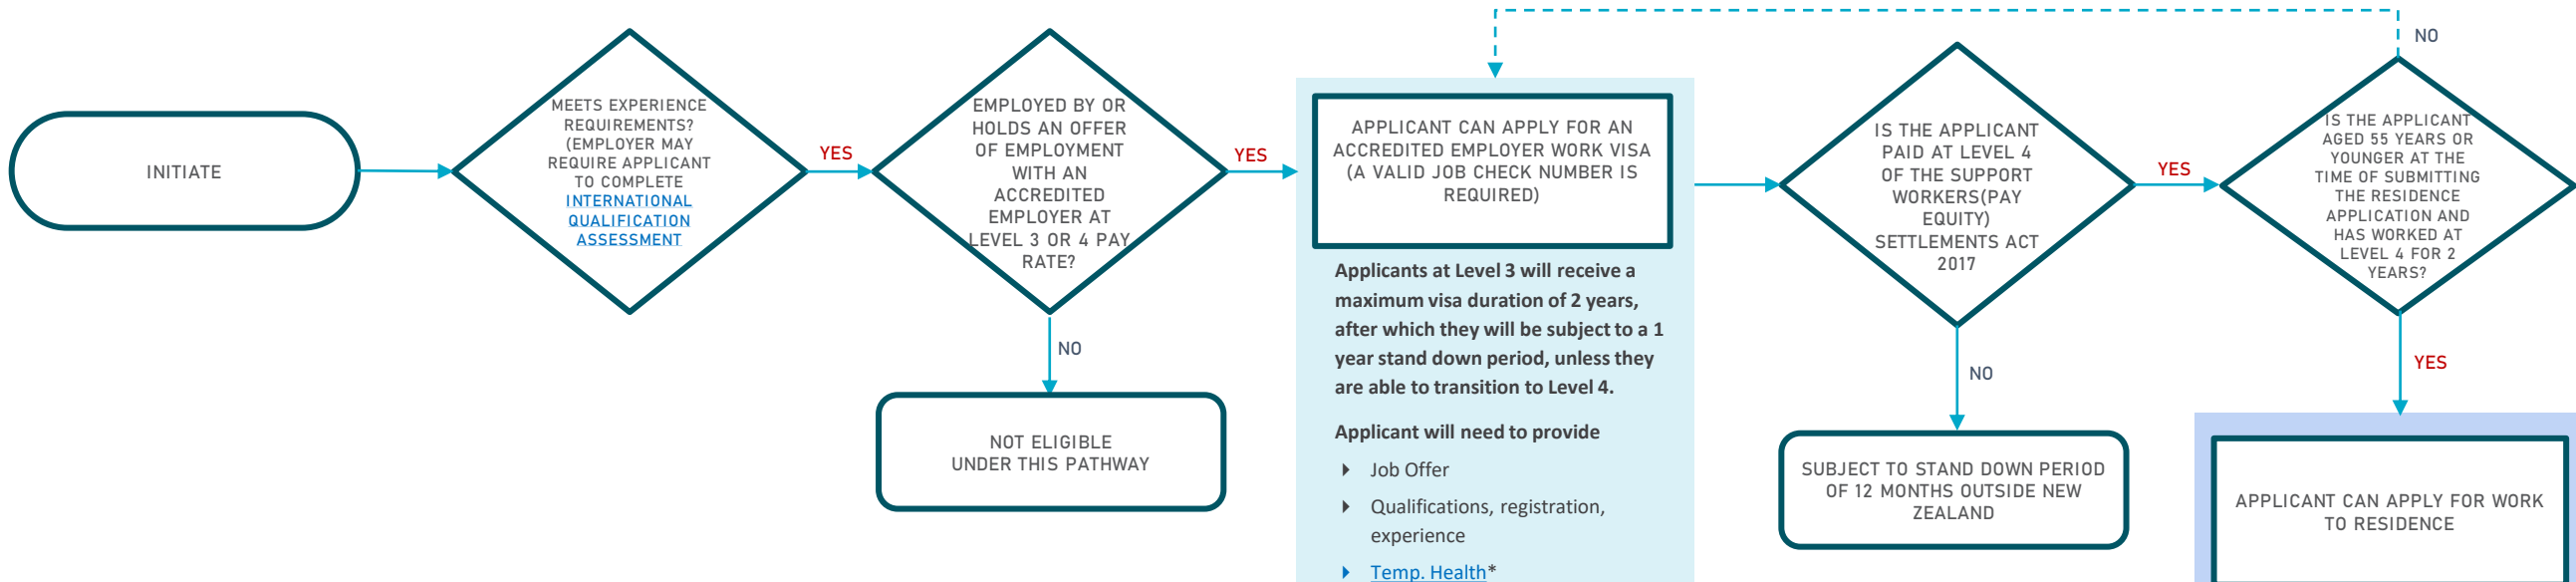 INITIATE
MEETS EXPERIENCE
REQUIREMENTS?
(EMPLOYER MAY
REQUIRE APPLICANT
TO COMPLETE
INTERNATIONAL
QUALIFICATION
ASSESSMENT
YES
EMPLOYED BY OR
HOLDS AN OFFER
OF EMPLOYMENT
WITH AN
ACCREDITED
EMPLOYER AT
LEVEL 3 OR 4 PAY
RATE?
YES
NO
NOT ELIGIBLE
UNDER THIS PATHWAY
APPLICANT CAN APPLY FOR AN
ACCREDITED EMPLOYER WORK VISA
(A VALID JOB CHECK NUMBER IS
REQUIRED)
Applicants at Level 3 will receive a
maximum visa duration of 2 years,
after which they will be subject to a 1
year stand down period, unless they
are able to transition to Level 4.
Applicant will need to provide
Job Offer
Qualifications, registration,
experience
Temp. Health*
IS THE APPLICANT
PAID AT LEVEL 4
OF THE SUPPORT
WORKERS(PAY
EQUITY)
SETTLEMENTS ACT
2017
YES
NO
SUBJECT TO STAND DOWN PERIOD
OF 12 MONTHS OUTSIDE NEW
ZEALAND
NO
IS THE APPLICANT
AGED 55 YEARS OR
YOUNGER AT THE
TIME OF SUBMITTING
THE RESIDENCE
APPLICATION AND
HAS WORKED AT
LEVEL 4 FOR 2
YEARS?
YES
APPLICANT CAN APPLY FOR WORK
TO RESIDENCE